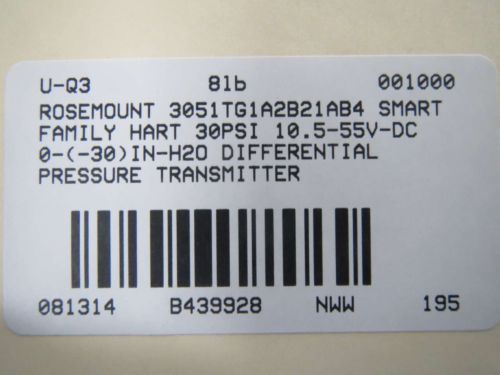 U-Q3 8lb 001000
ROSEMOUNT 3051TG1A2B21AB4 SMART
FAMILY HART 30PSI 10.5-55V-DC
0-(-30)IN-H2O DIFFERENTIAL
PRESSURE TRANSMITTER
081314 B439928 NWW 195